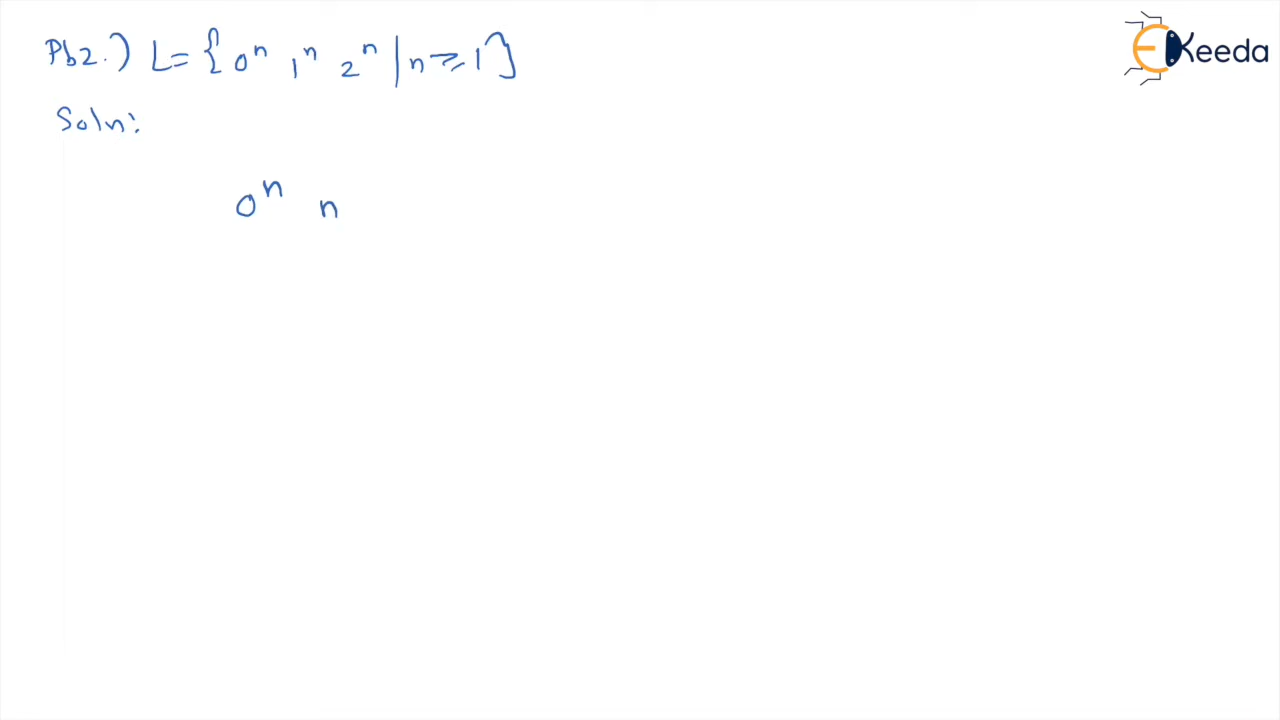 Pb2.) L = {0ⁿ 1ⁿ 2ⁿ | n ≥ 1}
EKeeda
Soln:
0ⁿ n